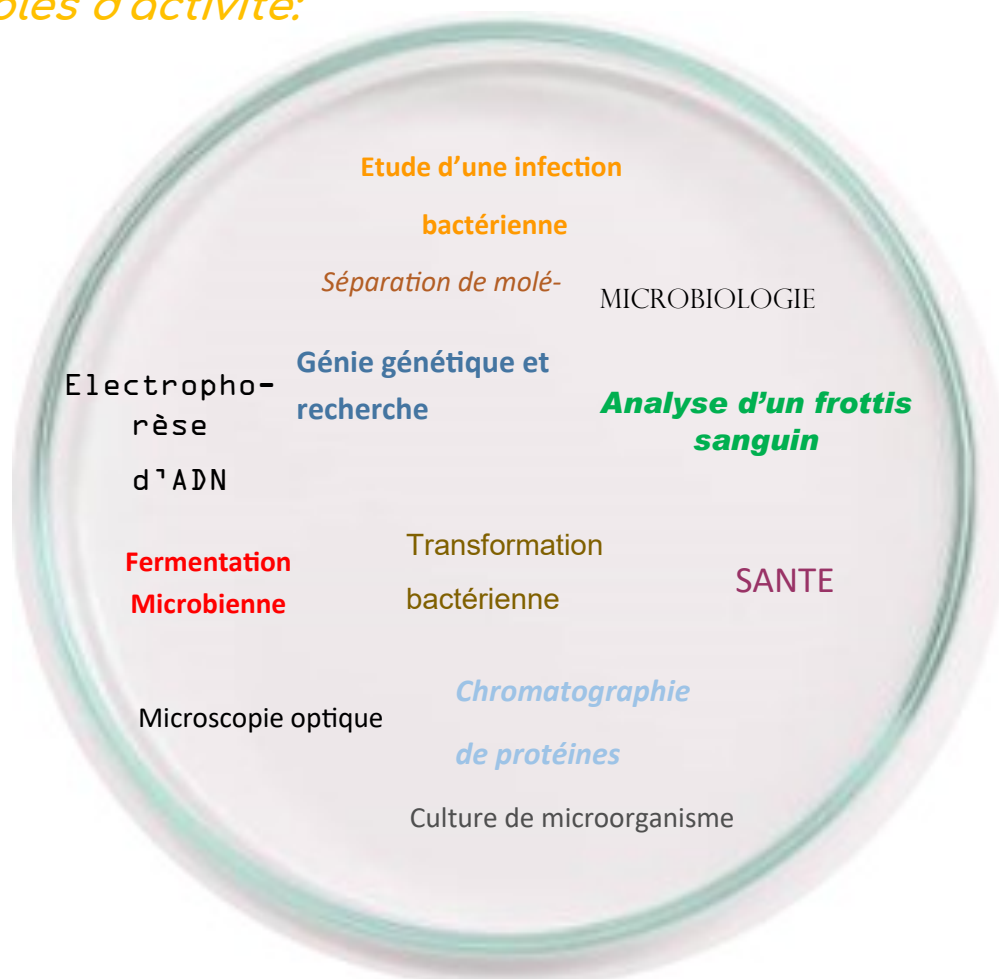 d'activité:
Etude d’une infection
bactérienne
Séparation de molé-
MICROBIOLOGIE
Génie génétique et
recherche
Electropho-
rèse
d'ADN
Analyse d’un frottis
sanguin
Fermentation
Microbienne
Transformation
bactérienne
SANTE
Microscopie optique
Chromatographie
de protéines
Culture de microorganisme